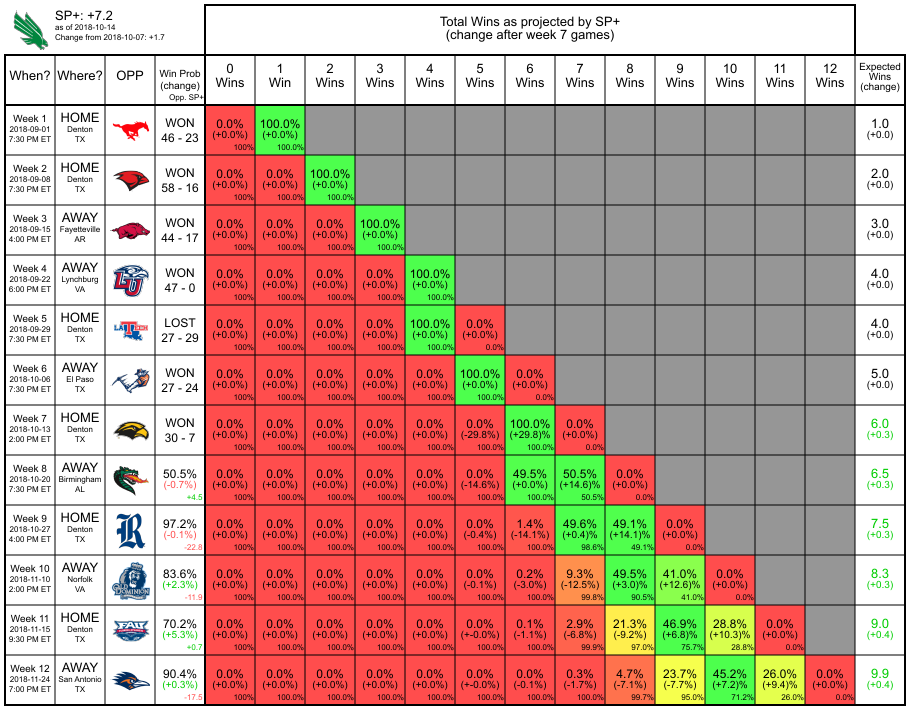 SP+: +7.2
as of 2018-10-14
Change from 2018-10-07: +1.7
Total Wins as projected by SP+
(change after week 7 games)
When? Where? OPP Win Prob (change) Opp. SP+ 0 Wins 1 Win 2 Wins 3 Wins 4 Wins 5 Wins 6 Wins 7 Wins 8 Wins 9 Wins 10 Wins 11 Wins 12 Wins Expected Wins (change)
Week 1 HOME WON 0.0% 100.0% 1.0
2018-09-01 Denton (+0.0%) (+0.0%) (+0.0)
7:30 PM ET TX 46 - 23 100% 100.0%
Week 2 HOME WON 0.0% 0.0% 100.0% 2.0
2018-09-08 Denton (+0.0%) (+0.0%) (+0.0%) (+0.0)
7:30 PM ET TX 58 - 16 100% 100.0% 100.0%
Week 3 AWAY WON 0.0% 0.0% 0.0% 100.0% 3.0
2018-09-15 Fayetteville (+0.0%) (+0.0%) (+0.0%) (+0.0%) (+0.0)
4:00 PM ET AR 44 - 17 100% 100.0% 100.0% 100.0%
Week 4 AWAY LU WON 0.0% 0.0% 0.0% 0.0% 100.0% 4.0
2018-09-22 Lynchburg (+0.0%) (+0.0%) (+0.0%) (+0.0%) (+0.0%) (+0.0)
6:00 PM ET VA 47 - 0 100% 100.0% 100.0% 100.0% 100.0%
Week 5 HOME LA TECH LOST 0.0% 0.0% 0.0% 0.0% 100.0% 0.0% 4.0
2018-09-29 Denton (+0.0%) (+0.0%) (+0.0%) (+0.0%) (+0.0%) (+0.0%) (+0.0)
7:30 PM ET TX 27 - 29 100% 100.0% 100.0% 100.0% 100.0% 0.0%
Week 6 AWAY WON 0.0% 0.0% 0.0% 0.0% 0.0% 100.0% 0.0% 5.0
2018-10-06 El Paso (+0.0%) (+0.0%) (+0.0%) (+0.0%) (+0.0%) (+0.0%) (+0.0%) (+0.0)
7:30 PM ET TX 27 - 24 100% 100.0% 100.0% 100.0% 100.0% 100.0% 0.0%
Week 7 HOME WON 0.0% 0.0% 0.0% 0.0% 0.0% 0.0% 100.0% 0.0% 6.0
2018-10-13 Denton (+0.0%) (+0.0%) (+0.0%) (+0.0%) (+0.0%) (-29.8%) (+29.8)% (+0.0%) (+0.3)
2:00 PM ET TX 30 - 7 100% 100.0% 100.0% 100.0% 100.0% 100.0% 100.0% 0.0%
Week 8 AWAY 50.5% 0.0% 0.0% 0.0% 0.0% 0.0% 0.0% 49.5% 50.5% 0.0% 6.5
2018-10-20 Birmingham (-0.7%) (+0.0%) (+0.0%) (+0.0%) (+0.0%) (+0.0%) (-14.6%) (+0.0%) (+14.6)% (+0.0%) (+0.3)
7:30 PM ET AL +4.5 100% 100.0% 100.0% 100.0% 100.0% 100.0% 100.0% 50.5% 0.0%
Week 9 HOME R 97.2% 0.0% 0.0% 0.0% 0.0% 0.0% 0.0% 1.4% 49.6% 49.1% 0.0% 7.5
2018-10-27 Denton (-0.1%) (+0.0%) (+0.0%) (+0.0%) (+0.0%) (+0.0%) (-0.4%) (-14.1%) (+0.4)% (+14.1)% (+0.0%) (+0.3)
4:00 PM ET TX -22.8 100% 100.0% 100.0% 100.0% 100.0% 100.0% 100.0% 98.6% 49.1% 0.0%
Week 10 AWAY OLD DOMINION 83.6% 0.0% 0.0% 0.0% 0.0% 0.0% 0.0% 0.2% 9.3% 49.5% 41.0% 0.0% 8.3
2018-11-10 Norfolk (+2.3%) (+0.0%) (+0.0%) (+0.0%) (+0.0%) (+0.0%) (-0.1%) (-3.0%) (-12.5%) (+3.0)% (+12.6)% (+0.0%) (+0.3)
2:00 PM ET VA -11.9 100% 100.0% 100.0% 100.0% 100.0% 100.0% 100.0% 99.8% 90.5% 41.0% 0.0%
Week 11 HOME FAU 70.2% 0.0% 0.0% 0.0% 0.0% 0.0% 0.0% 0.1% 2.9% 21.3% 46.9% 28.8% 0.0% 9.0
2018-11-15 Denton (+5.3%) (+0.0%) (+0.0%) (+0.0%) (+0.0%) (+0.0%) (+-0.0%) (-1.1%) (-6.8%) (-9.2%) (+6.8)% (+10.3)% (+0.0%) (+0.4)
9:30 PM ET TX +0.7 100% 100.0% 100.0% 100.0% 100.0% 100.0% 100.0% 99.9% 97.0% 75.7% 28.8% 0.0%
Week 12 AWAY 90.4% 0.0% 0.0% 0.0% 0.0% 0.0% 0.0% 0.0% 0.3% 4.7% 23.7% 45.2% 26.0% 0.0% 9.9
2018-11-24 San Antonio (+0.3%) (+0.0%) (+0.0%) (+0.0%) (+0.0%) (+0.0%) (+-0.0%) (-0.1%) (-1.7%) (-7.1%) (-7.7%) (+7.2)% (+9.4)% (+0.0%) (+0.4)
7:00 PM ET TX -17.5 100% 100.0% 100.0% 100.0% 100.0% 100.0% 100.0% 100.0% 99.7% 95.0% 71.2% 26.0% 0.0%